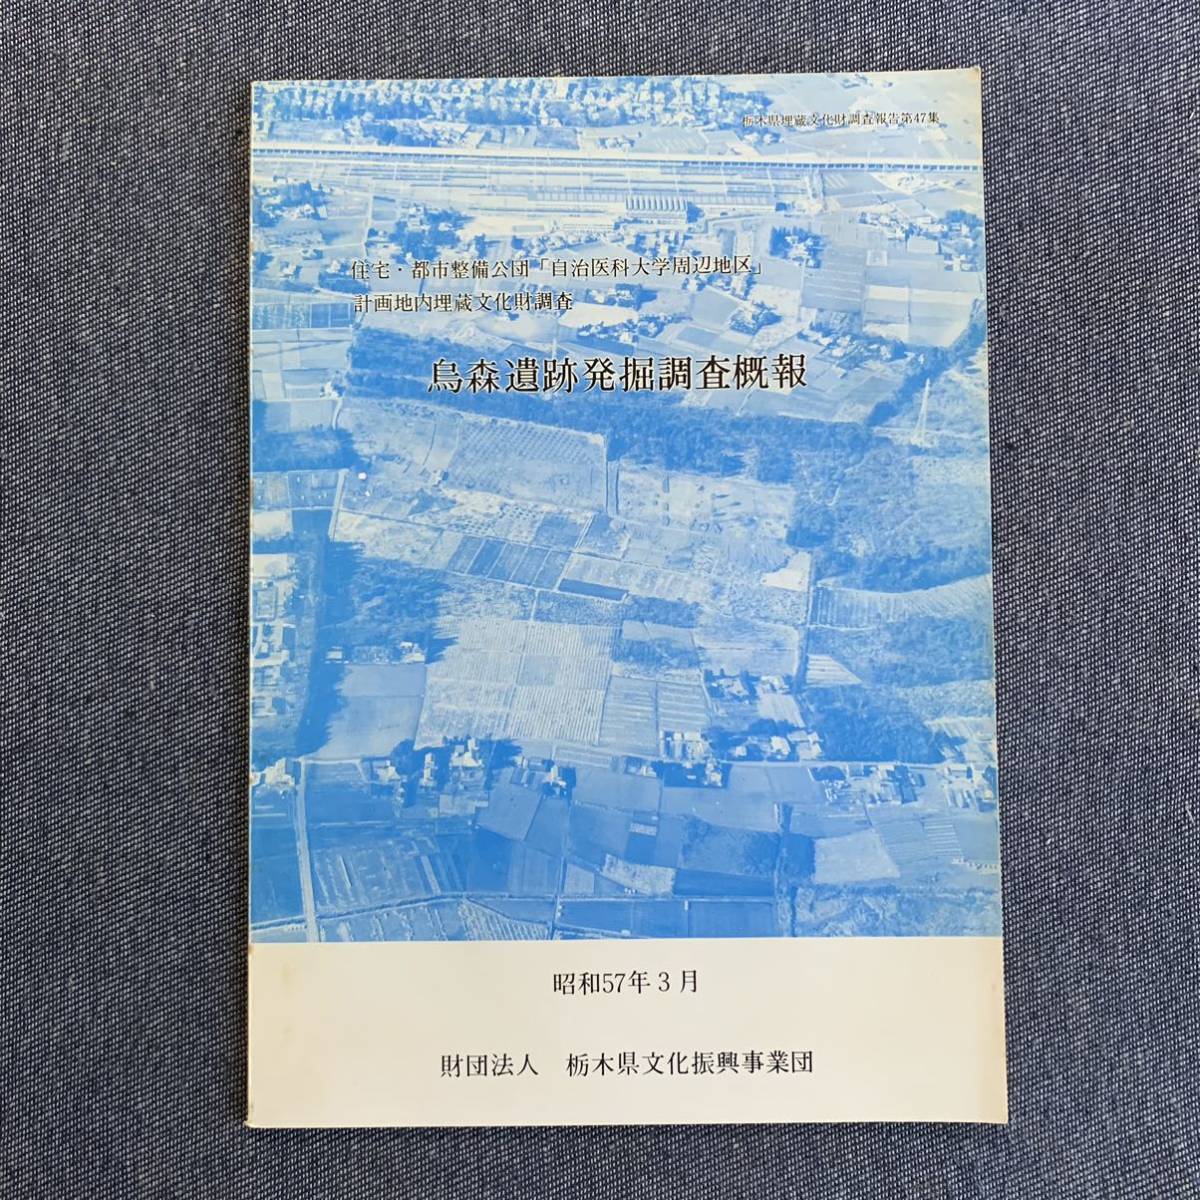 栃木県埋蔵文化財調査報告第47集
住宅・都市整備公団「自治医科大学周辺地区」
計画地内埋蔵文化財調査
烏森遺跡発掘調査概報
昭和57年3月
財団法人　栃木県文化振興事業団